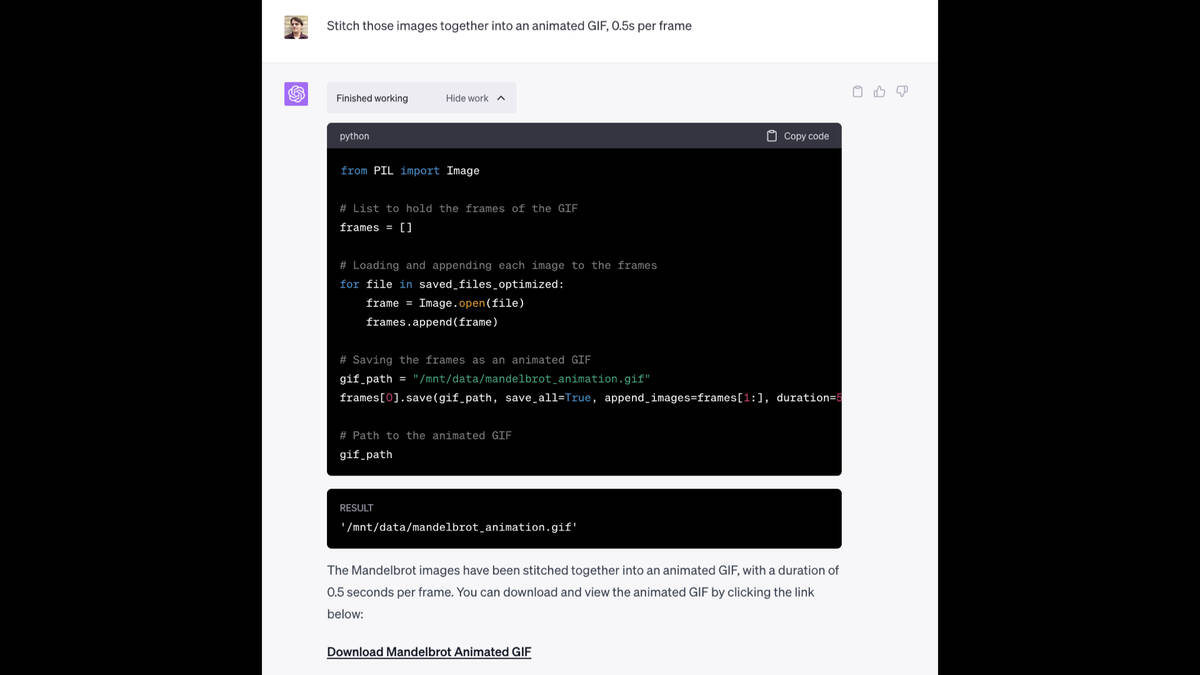 Stitch those images together into an animated GIF, 0.5s per frame
Finished working Hide work
python Copy code
from PIL import Image
# List to hold the frames of the GIF
frames = []
# Loading and appending each image to the frames
for file in saved_files_optimized:
    frame = Image.open(file)
    frames.append(frame)
# Saving the frames as an animated GIF
gif_path = "/mnt/data/mandelbrot_animation.gif"
frames[0].save(gif_path, save_all=True, append_images=frames[1:], duration=5
# Path to the animated GIF
gif_path
RESULT
'/mnt/data/mandelbrot_animation.gif'
The Mandelbrot images have been stitched together into an animated GIF, with a duration of
0.5 seconds per frame. You can download and view the animated GIF by clicking the link
below:
Download Mandelbrot Animated GIF